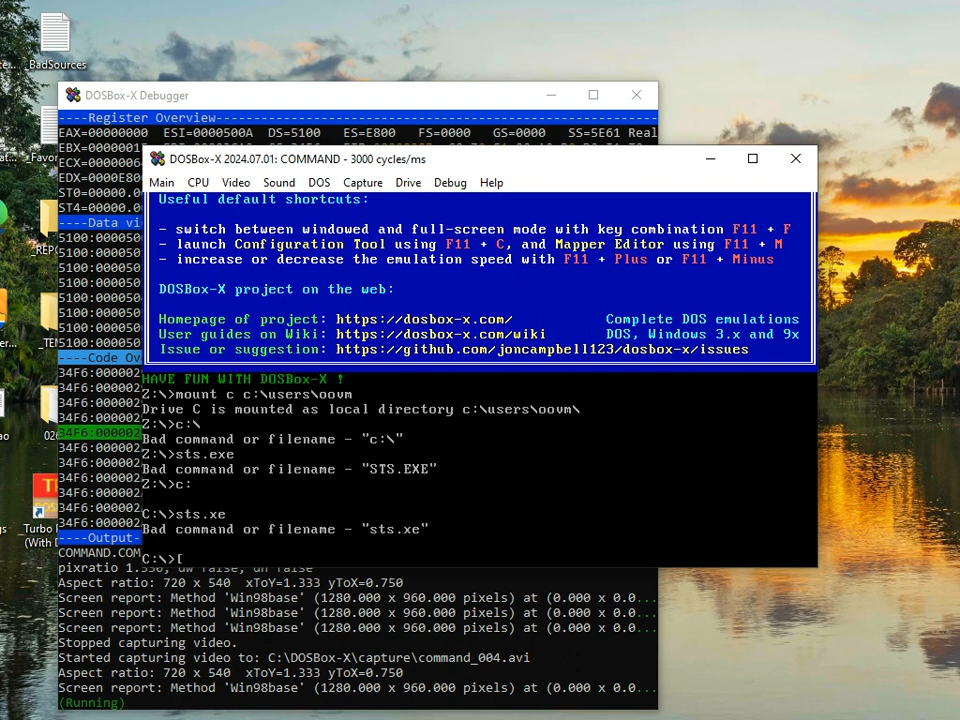 _BadSources
DOSBox-X Debugger
----Register Overview----
EAX=00000000 ESI=0000500A DS=5100 ES=E800 FS=0000 GS=0000 SS=5E61 Real
DOSBox-X 2024.07.01: COMMAND - 3000 cycles/ms
Main CPU Video Sound DOS Capture Drive Debug Help
Useful default shortcuts:
- switch between windowed and full-screen mode with key combination F11 + F
- launch Configuration Tool using F11 + C, and Mapper Editor using F11 + M
- increase or decrease the emulation speed with F11 + Plus or F11 + Minus
DOSBox-X project on the web:
Homepage of project: https://dosbox-x.com/ Complete DOS emulations
User guides on Wiki: https://dosbox-x.com/wiki DOS, Windows 3.x and 9x
Issue or suggestion: https://github.com/joncampbell123/dosbox-x/issues
HAVE FUN WITH DOSBox-X !
Z:\>mount c c:\users\oovm
Drive C is mounted as local directory c:\users\oovm\
Z:\>c:\
Bad command or filename - "c:\"
Z:\>sts.exe
Bad command or filename - "STS.EXE"
Z:\>c:
C:\>sts.xe
Bad command or filename - "sts.xe"
C:\>[
ECX=0000006
EDX=0000E80
ST0=00000.0
ST4=00000.0
----Data vi
5100:000050
5100:000050
5100:000050
5100:000050
5100:000050
5100:000050
5100:000050
5100:000050
----Code Ov
34F6:000002
34F6:000002
34F6:000002
34F6:000002
34F6:000002
34F6:000002
34F6:000002
34F6:000002
34F6:000002
34F6:000002
34F6:000002
----Output-
COMMAND.COM
Aspect ratio: 720 x 540 xToY=1.333 yToX=0.750
Screen report: Method 'Win98base' (1280.000 x 960.000 pixels) at (0.000 x 0.0...
Screen report: Method 'Win98base' (1280.000 x 960.000 pixels) at (0.000 x 0.0...
Screen report: Method 'Win98base' (1280.000 x 960.000 pixels) at (0.000 x 0.0...
Stopped capturing video.
Started capturing video to: C:\DOSBox-X\capture\command_004.avi
Aspect ratio: 720 x 540 xToY=1.333 yToX=0.750
Screen report: Method 'Win98base' (1280.000 x 960.000 pixels) at (0.000 x 0.0...
(Running)
Turbo
(With